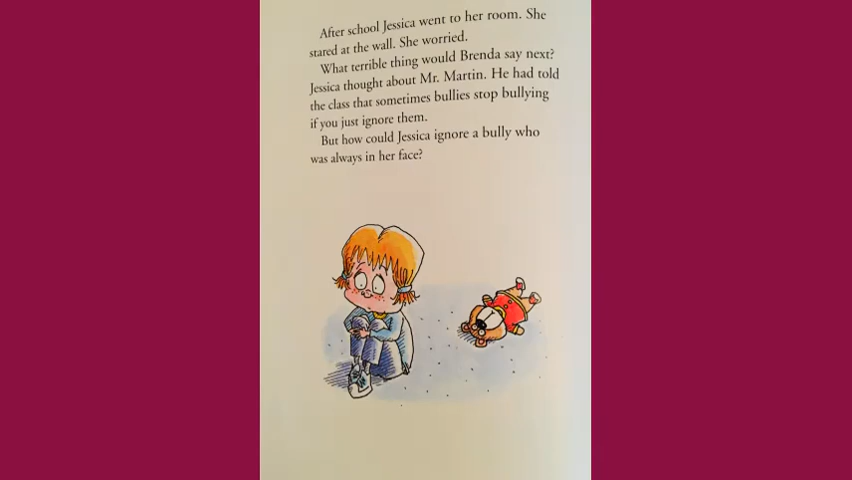 After school Jessica went to her room. She
stared at the wall. She worried.
What terrible thing would Brenda say next?
Jessica thought about Mr. Martin. He had told
the class that sometimes bullies stop bullying
if you just ignore them.
But how could Jessica ignore a bully who
was always in her face?